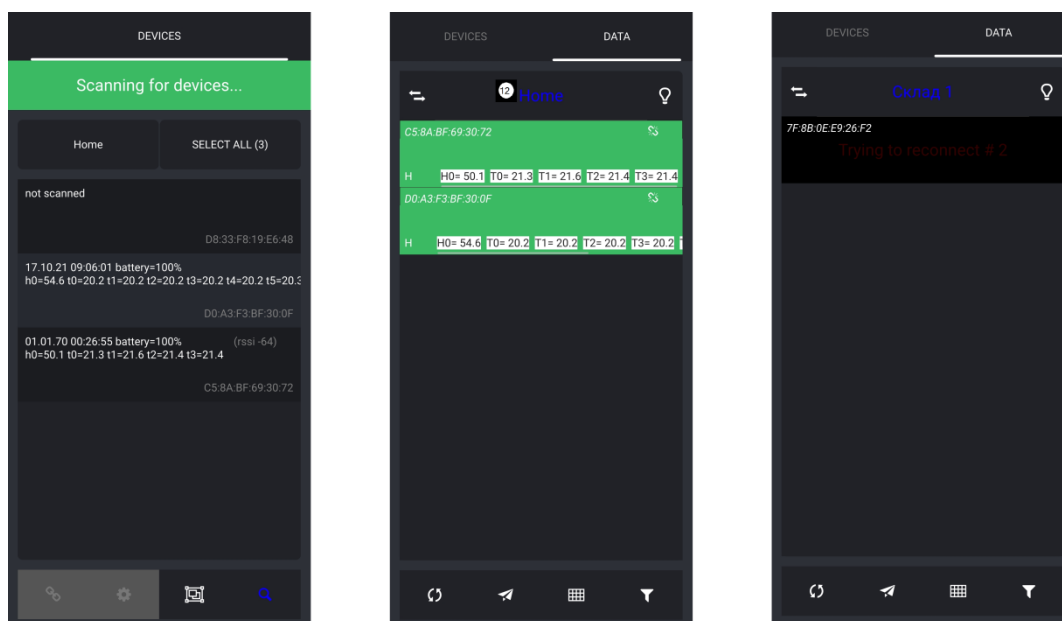 DEVICES
Scanning for devices...
Home
SELECT ALL (3)
not scanned
D8:33:F8:19:E6:48
17.10.21 09:06:01 battery=100%
h0=54.6 t0=20.2 t1=20.2 t2=20.2 t3=20.2 t4=20.2 t5=20.3
D0:A3:F3:BF:30:0F
01.01.70 00:26:55 battery=100% (rssi -64)
h0=50.1 t0=21.3 t1=21.6 t2=21.4 t3=21.4
C5:8A:BF:69:30:72
DEVICES DATA
12 Home
C5:8A:BF:69:30:72
H H0= 50.1 T0= 21.3 T1= 21.6 T2= 21.4 T3= 21.4
D0:A3:F3:BF:30:0F
H H0= 54.6 T0= 20.2 T1= 20.2 T2= 20.2 T3= 20.2
DEVICES DATA
Склад 1
7F:8B:0E:E9:26:F2
Trying to reconnect # 2